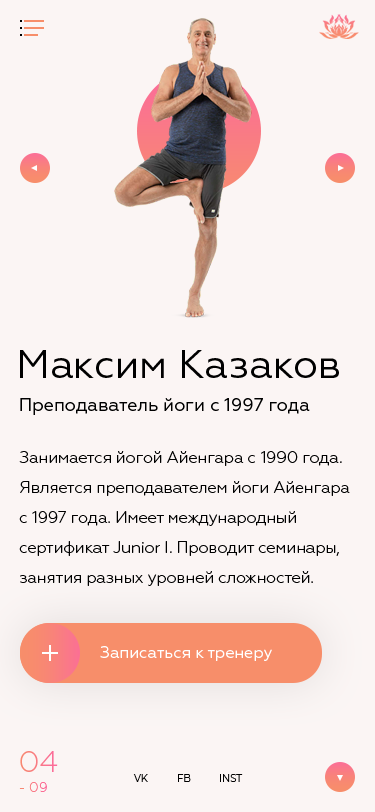 Максим Казаков
Преподаватель йоги с 1997 года
Занимается йогой Айенгара с 1990 года.
Является преподавателем йоги Айенгара
с 1997 года. Имеет международный
сертификат Junior I. Проводит семинары,
занятия разных уровней сложностей.
Записаться к тренеру
04
- 09
VK FB INST